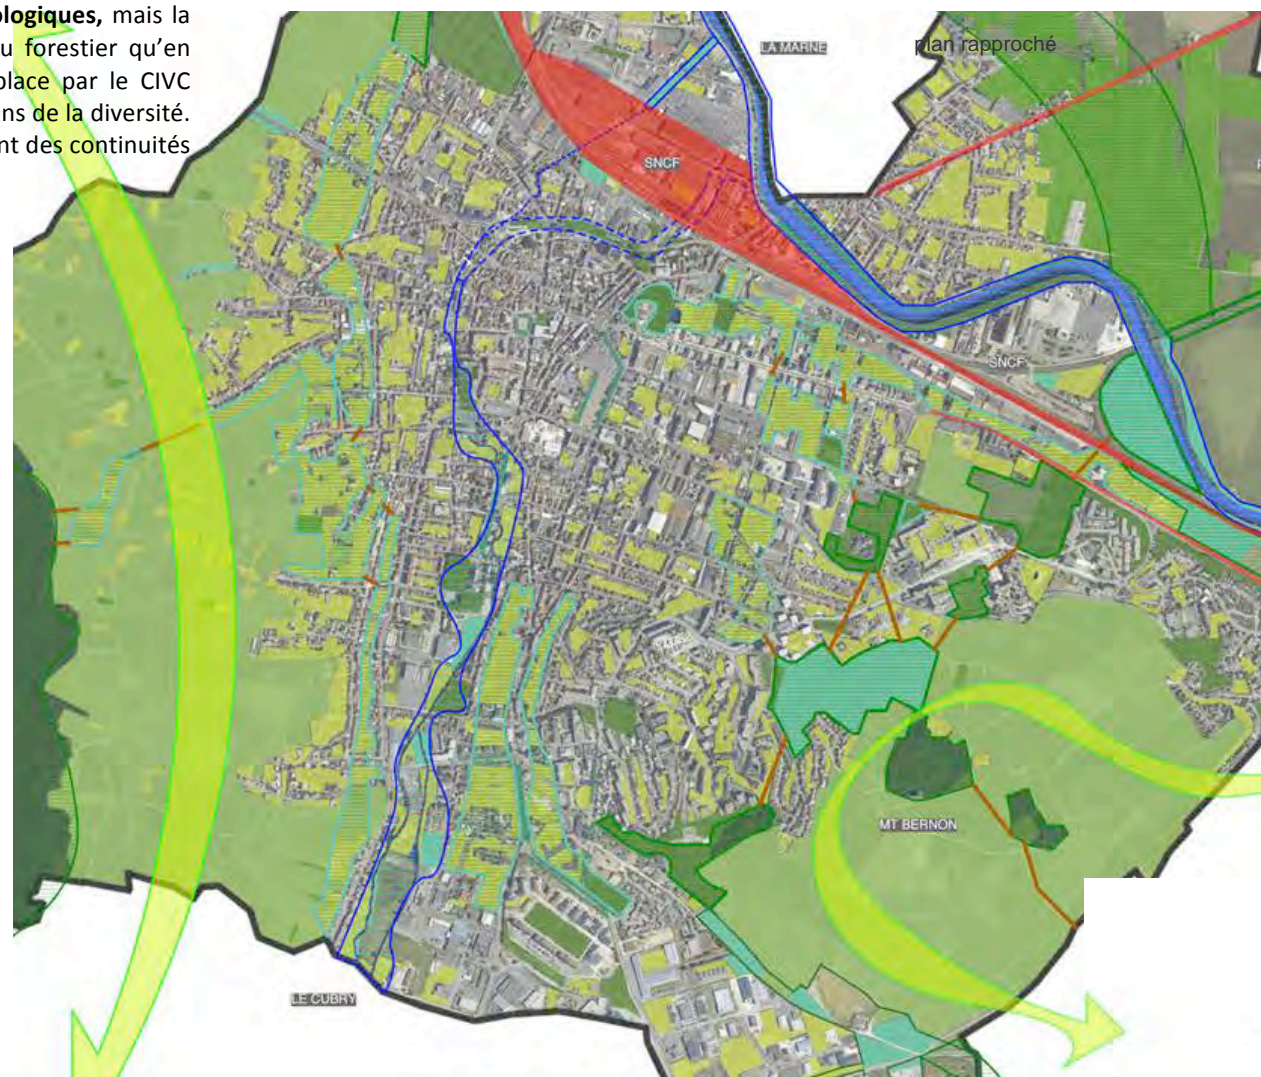 ologiques, mais la
u forestier qu’en
place par le CIVC
ns de la diversité.
nt des continuités
plan rapproché
LA MARNE
SNCF
SNCF
MT BERNON
LE CUBRY